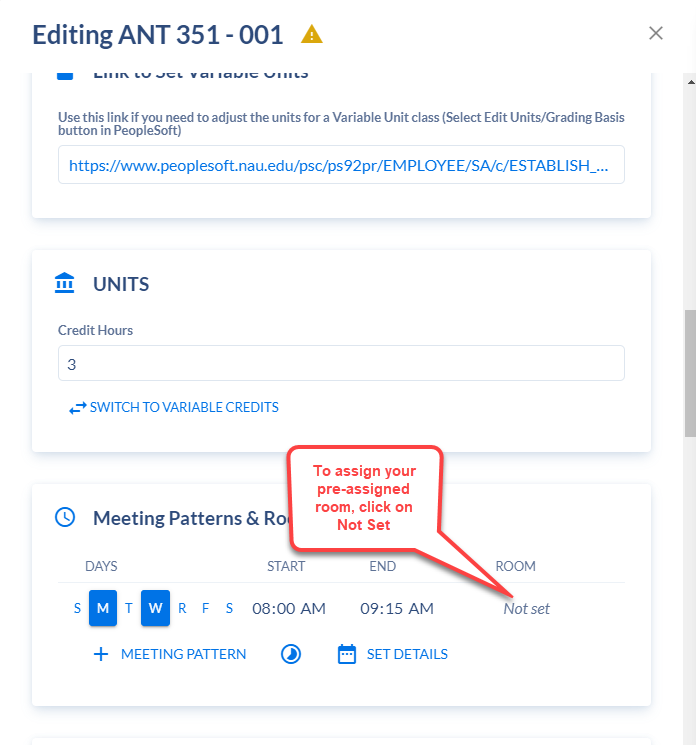 Editing ANT 351 - 001
Link to Set Variable Units
Use this link if you need to adjust the units for a Variable Unit class (Select Edit Units/Grading Basis
button in PeopleSoft)
https://www.peoplesoft.nau.edu/psc/ps92pr/EMPLOYEE/SA/c/ESTABLISH_...
UNITS
Credit Hours
3
SWITCH TO VARIABLE CREDITS
To assign your
pre-assigned
room, click on
Not Set
Meeting Patterns &
DAYS START END ROOM
S M T W R F S 08:00 AM 09:15 AM Not set
MEETING PATTERN SET DETAILS